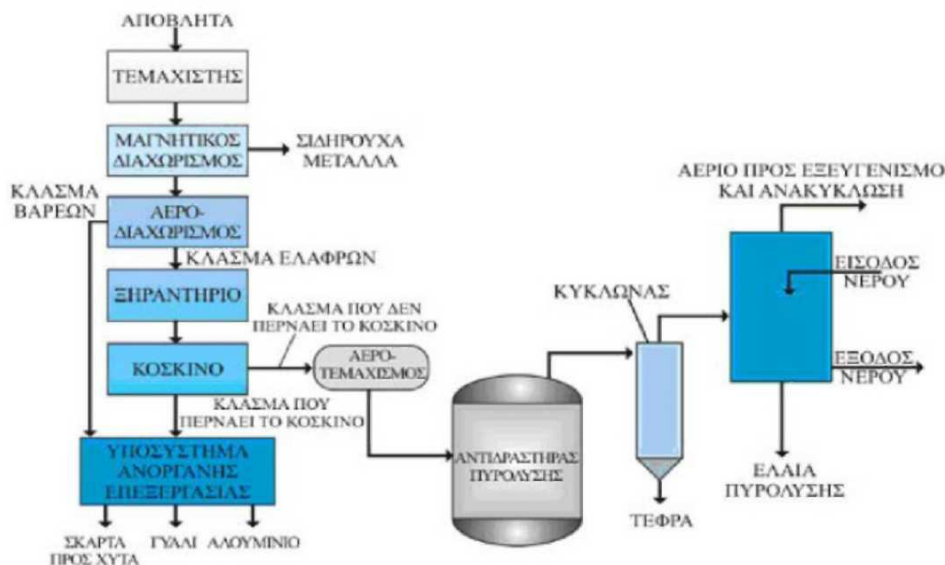 ΑΠΟΒΛΗΤΑ
ΤΕΜΑΧΙΣΤΗΣ
ΜΑΓΝΗΤΙΚΟΣ
ΔΙΑΧΩΡΙΣΜΟΣ
ΣΙΔΗΡΟΥΧΑ
ΜΕΤΑΛΛΑ
ΚΛΑΣΜΑ
ΒΑΡΕΩΝ
ΑΕΡΟ-
ΔΙΑΧΩΡΙΣΜΟΣ
ΚΛΑΣΜΑ ΕΛΑΦΡΩΝ
ΞΗΡΑΝΤΗΡΙΟ
ΚΛΑΣΜΑ ΠΟΥ ΔΕΝ
ΠΕΡΝΑΕΙ ΤΟ ΚΟΣΚΙΝΟ
ΚΟΣΚΙΝΟ
ΑΕΡΟ-
ΤΕΜΑΧΙΣΜΟΣ
ΚΛΑΣΜΑ ΠΟΥ
ΠΕΡΝΑΕΙ ΤΟ ΚΟΣΚΙΝΟ
ΥΠΟΣΥΣΤΗΜΑ
ΑΝΟΡΓΑΝΗΣ
ΕΠΕΞΕΡΓΑΣΙΑΣ
ΣΚΑΡΤΑ
ΠΡΟΣ ΧΥΤΑ
ΓΥΑΛΙ
ΑΛΟΥΜΙΝΙΟ
ΑΝΤΙΔΡΑΣΤΗΡΑΣ
ΠΥΡΟΛΥΣΗΣ
ΚΥΚΛΩΝΑΣ
ΤΕΦΡΑ
ΑΕΡΙΟ ΠΡΟΣ ΕΞΕΥΓΕΝΙΣΜΟ
ΚΑΙ ΑΝΑΚΥΚΛΩΣΗ
ΕΙΣΟΔΟΣ
ΝΕΡΟΥ
ΕΞΟΔΟΣ
ΝΕΡΟΥ
ΕΛΑΙΑ
ΠΥΡΟΛΥΣΗΣ